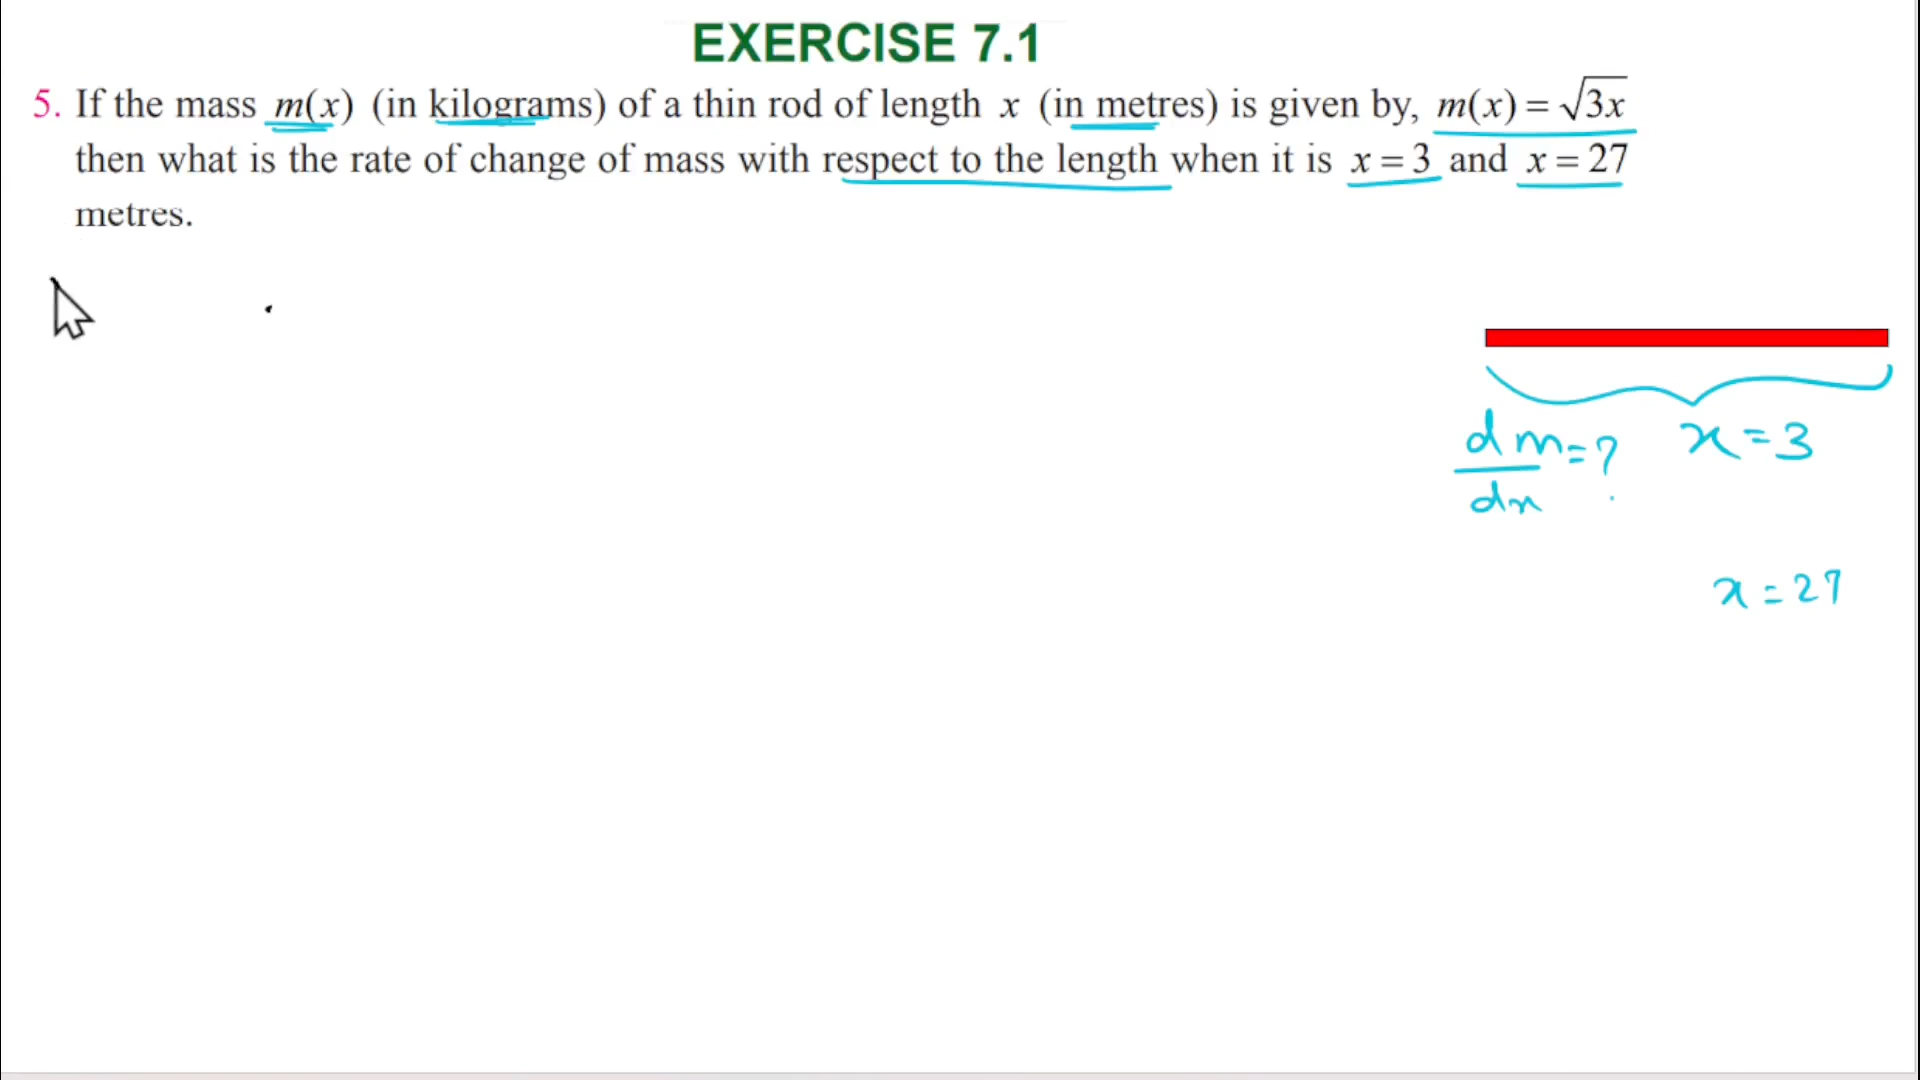 EXERCISE 7.1
5. If the mass m(x) (in kilograms) of a thin rod of length x (in metres) is given by, m(x) = √3x
then what is the rate of change of mass with respect to the length when it is x = 3 and x = 27
metres.
dm/dx = ? x = 3
x = 27